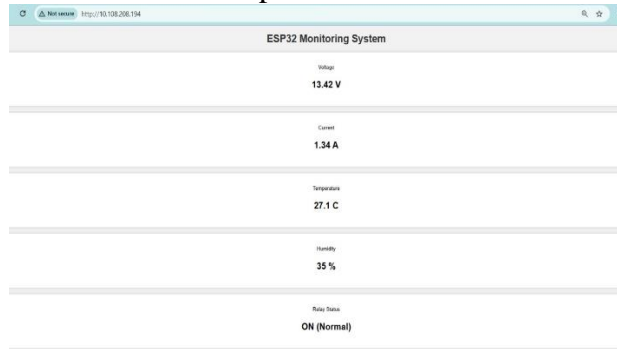 Not secure http://10.108.208.194
ESP32 Monitoring System
Voltage
13.42 V
Current
1.34 A
Temperature
27.1 C
Humidity
35 %
Relay Status
ON (Normal)